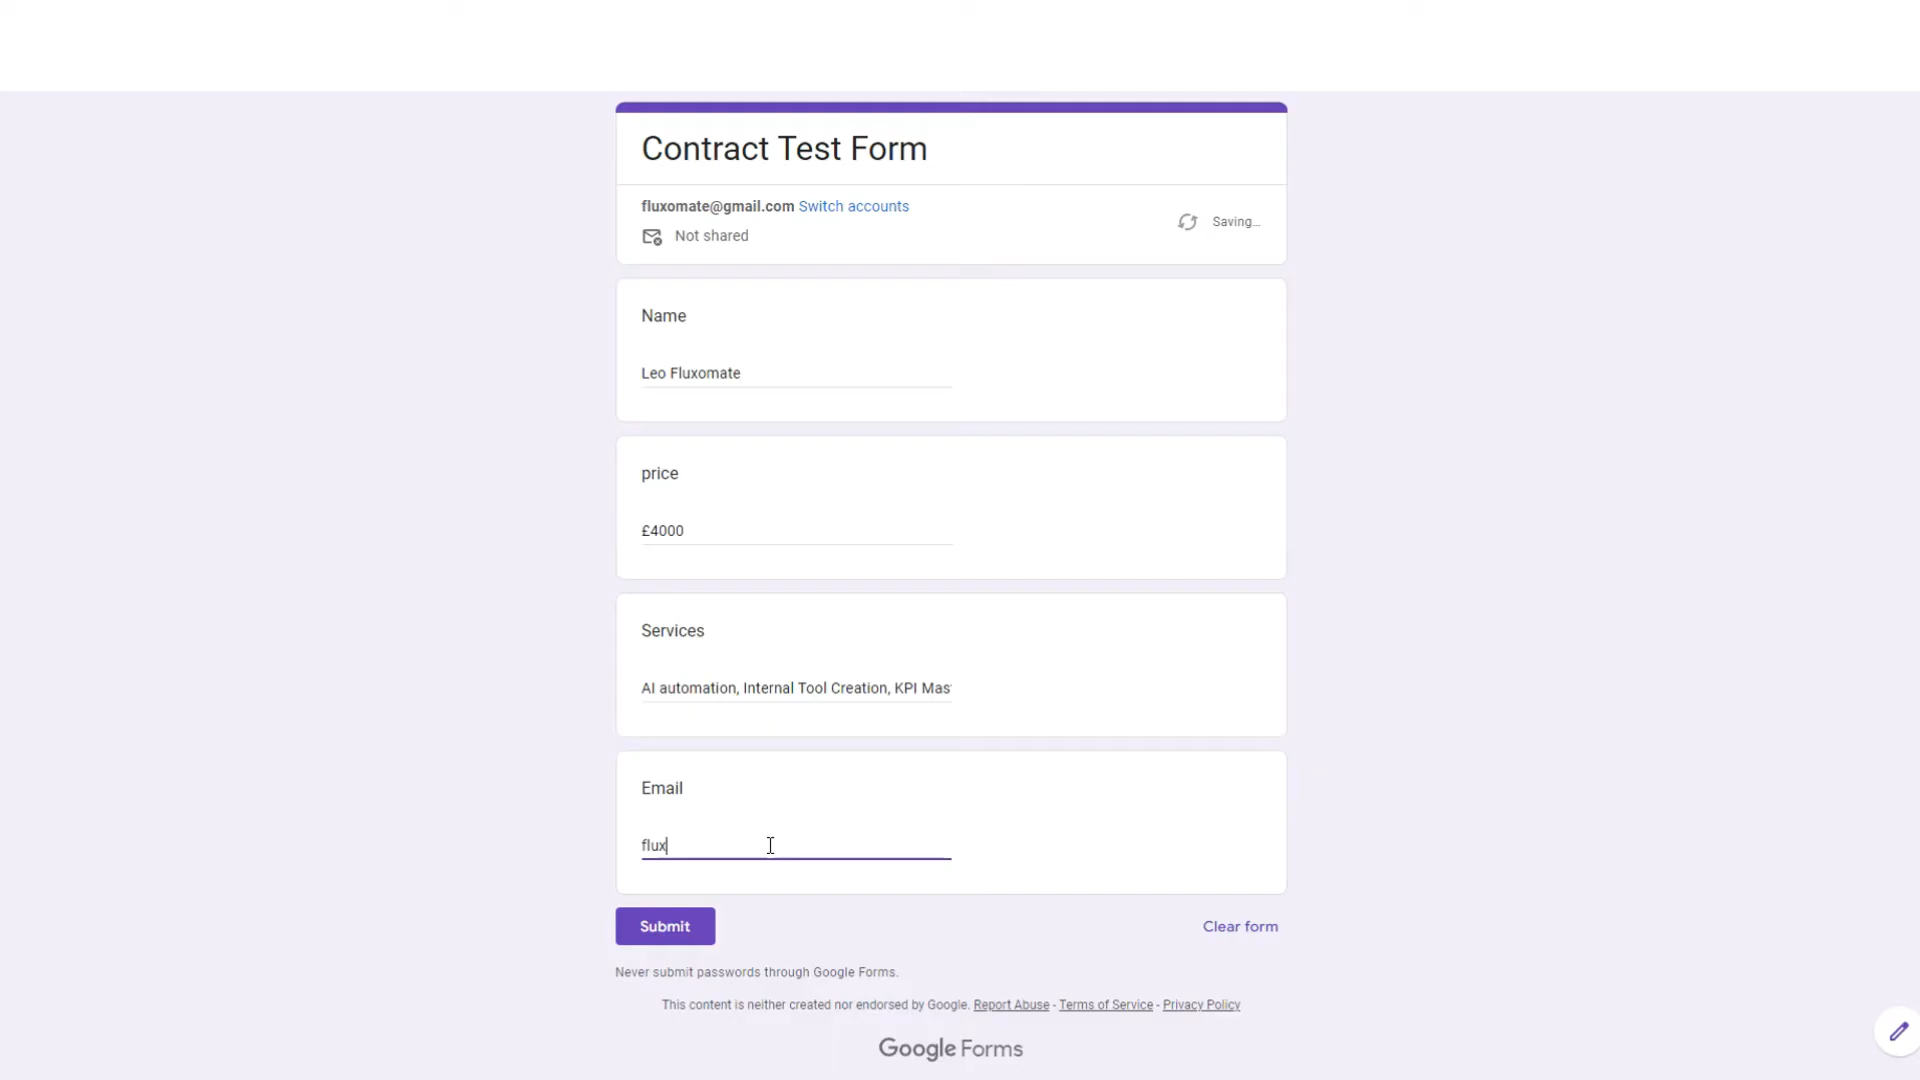 Contract Test Form
fluxomate@gmail.com Switch accounts
Saving...
Not shared
Name
Leo Fluxomate
price
£4000
Services
AI automation, Internal Tool Creation, KPI Mas
Email
flux
Submit
Clear form
Never submit passwords through Google Forms.
This content is neither created nor endorsed by Google. Report Abuse - Terms of Service - Privacy Policy
Google Forms